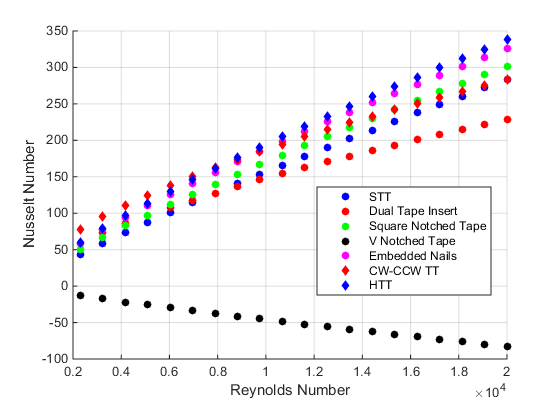 350
300
250
200
150
100
50
0
-50
-100
Nusselt Number
STT
Dual Tape Insert
Square Notched Tape
V Notched Tape
Embedded Nails
CW-CCW TT
HTT
0.2 0.4 0.6 0.8 1 1.2 1.4 1.6 1.8 2.0
Reynolds Number
×10⁴